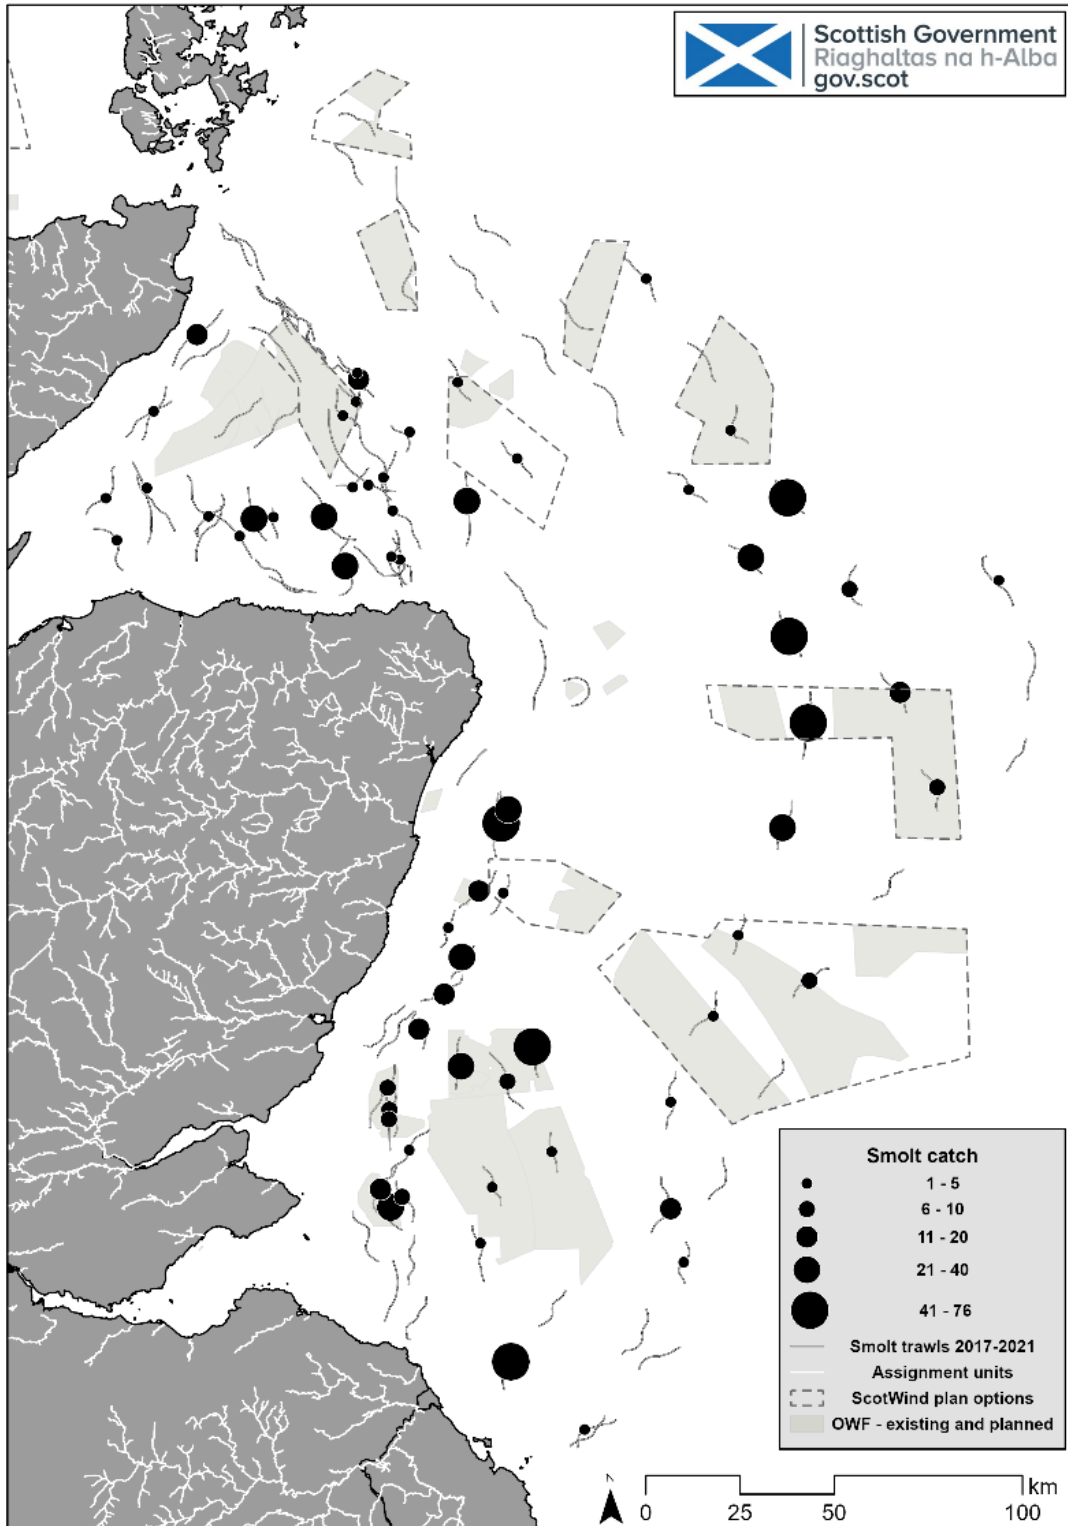 Scottish Government
Riaghaltas na h-Alba
gov.scot
Smolt catch
1 - 5
6 - 10
11 - 20
21 - 40
41 - 76
Smolt trawls 2017-2021
Assignment units
ScotWind plan options
OWF - existing and planned
N
km
0 25 50 100